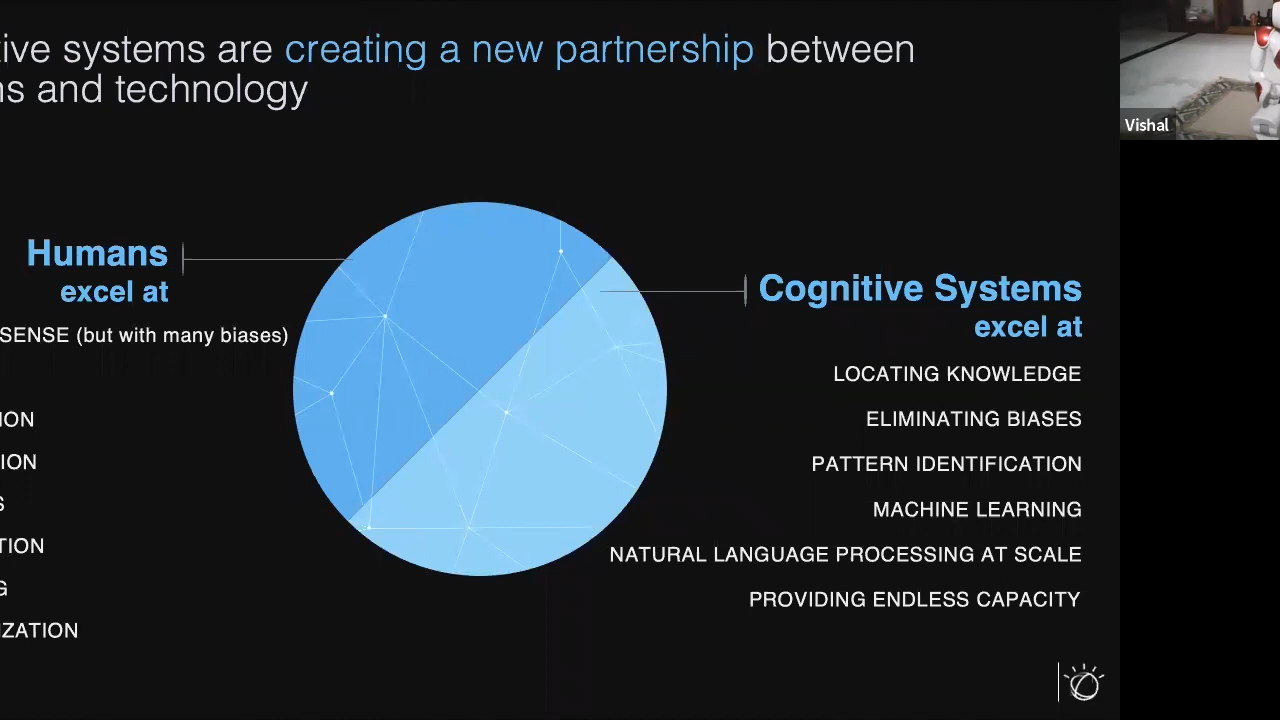 tive systems are creating a new partnership between
ns and technology
Vishal
Humans
excel at
SENSE (but with many biases)
ION
ION
S
TION
G
IZATION
Cognitive Systems
excel at
LOCATING KNOWLEDGE
ELIMINATING BIASES
PATTERN IDENTIFICATION
MACHINE LEARNING
NATURAL LANGUAGE PROCESSING AT SCALE
PROVIDING ENDLESS CAPACITY